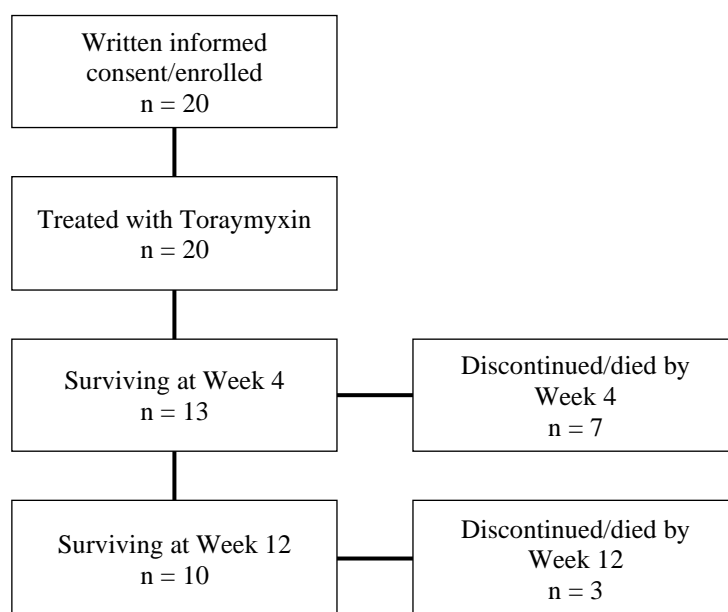 Written informed
consent/enrolled
n = 20
Treated with Toraymyxin
n = 20
Surviving at Week 4
n = 13
Discontinued/died by
Week 4
n = 7
Surviving at Week 12
n = 10
Discontinued/died by
Week 12
n = 3